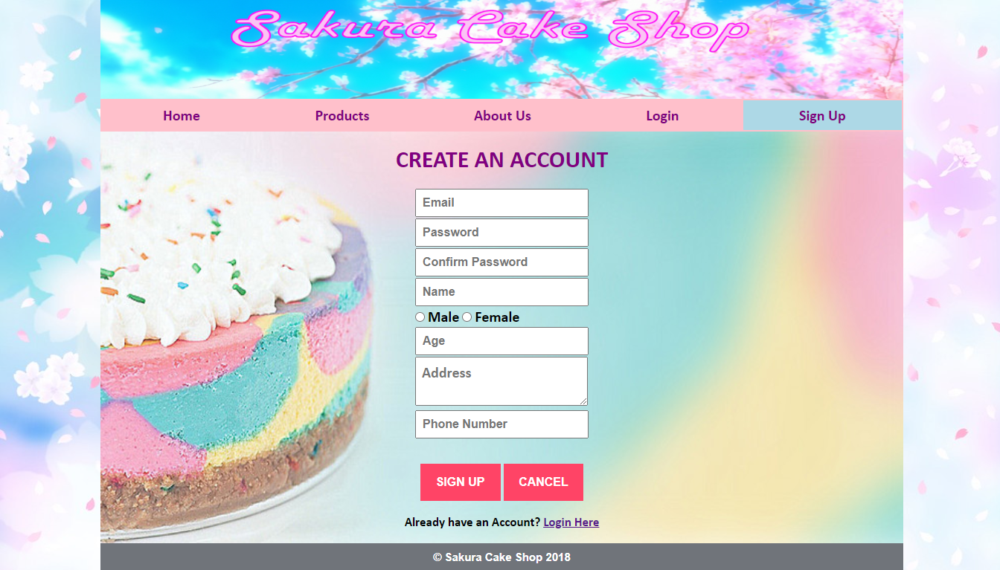 Sakura Cake Shop
Home Products About Us Login Sign Up
CREATE AN ACCOUNT
Email
Password
Confirm Password
Name
Male Female
Age
Address
Phone Number
SIGN UP CANCEL
Already have an Account? Login Here
© Sakura Cake Shop 2018